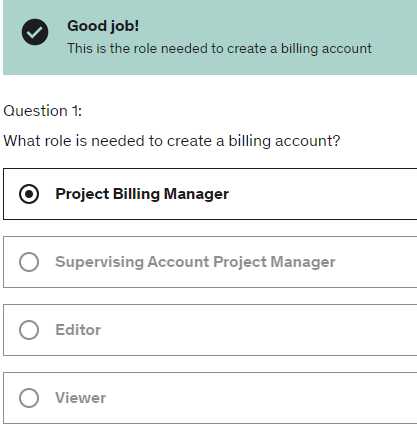 Good job!
This is the role needed to create a billing account
Question 1:
What role is needed to create a billing account?
Project Billing Manager
Supervising Account Project Manager
Editor
Viewer